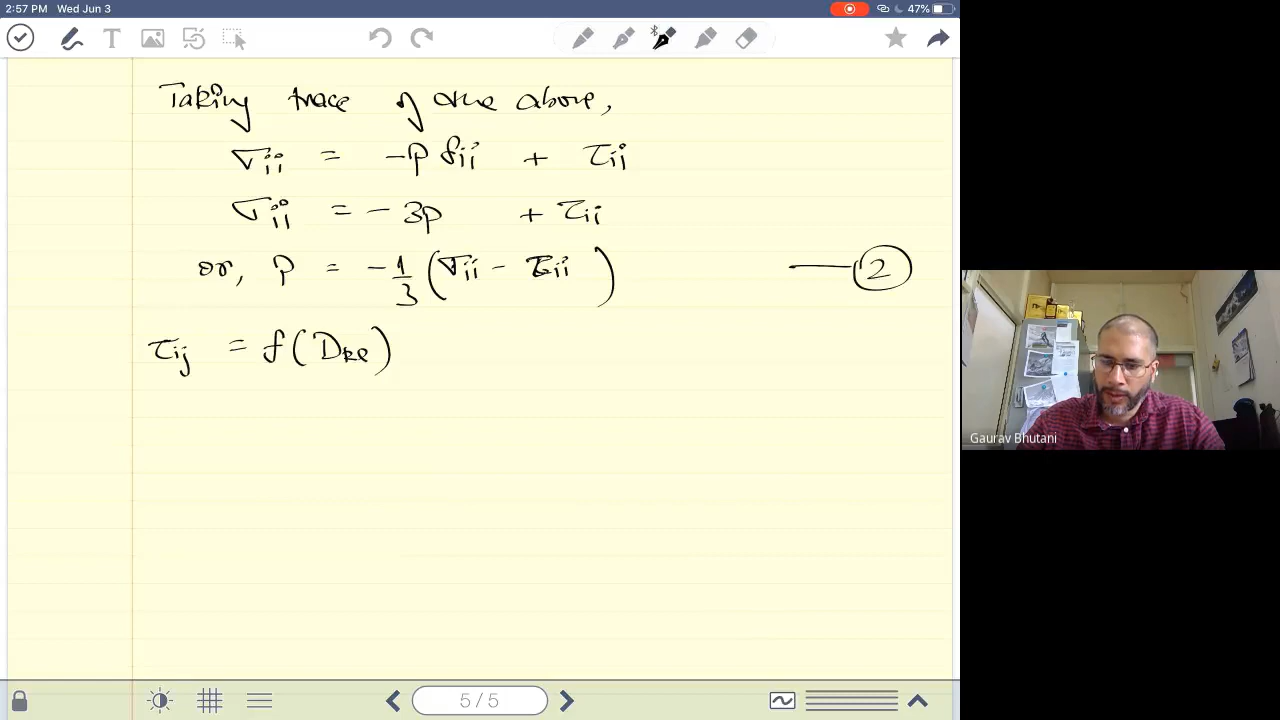 2:57 PM Wed Jun 3
47%
T
Taking trace of the above,
σii = -p δii + τii
σii = -3p + τii
or, p = -1/3 (σii - τii) —— 2
τij = f(Dkl)
5 / 5
Gaurav Bhutani